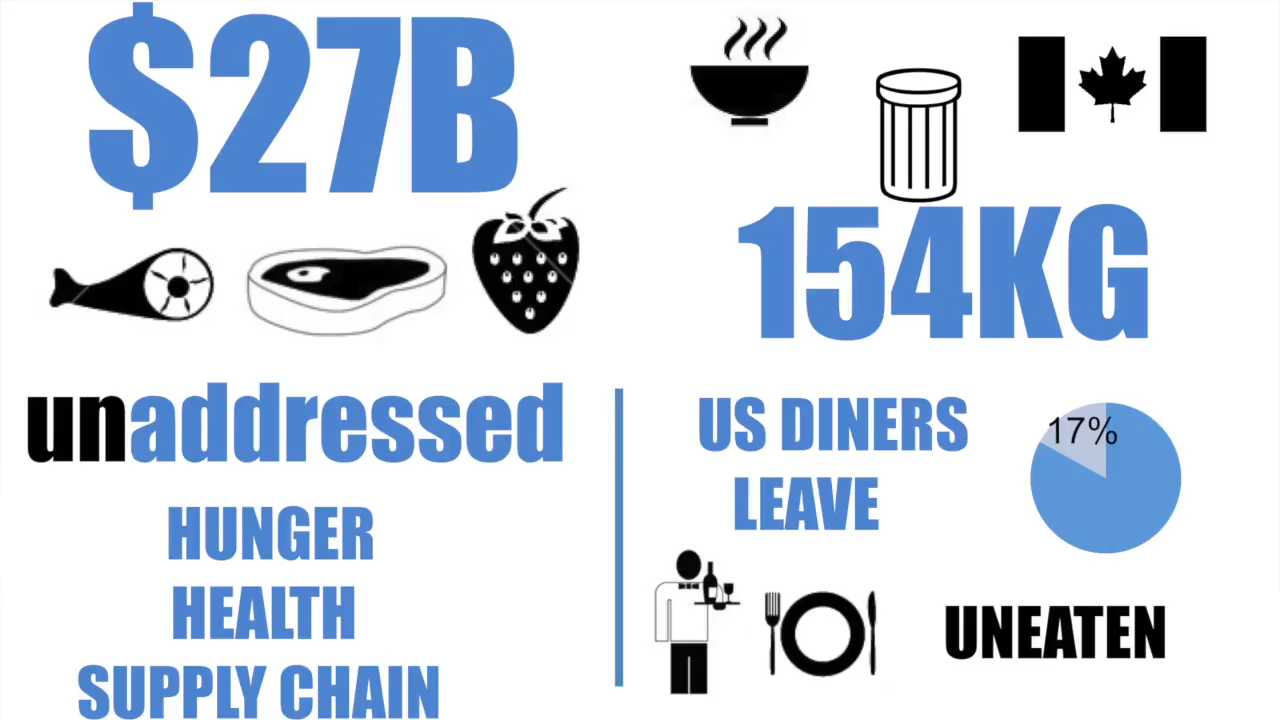 $27B
154KG
unaddressed
HUNGER
HEALTH
SUPPLY CHAIN
US DINERS
LEAVE
17%
UNEATEN